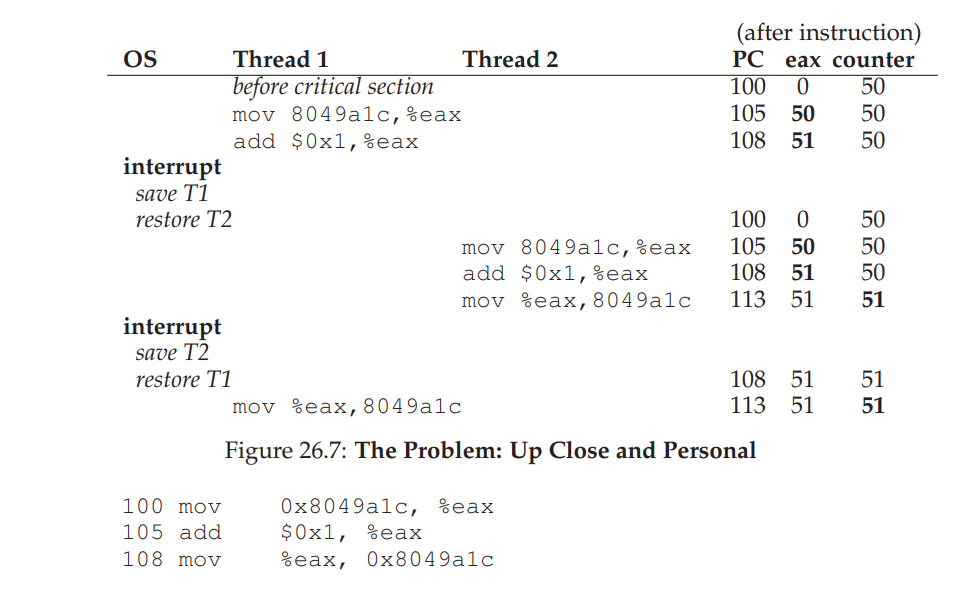 (after instruction)
OS Thread 1 Thread 2 PC eax counter
before critical section 100 0 50
mov 8049a1c,%eax 105 50 50
add $0x1,%eax 108 51 50
interrupt
save T1
restore T2 100 0 50
mov 8049a1c,%eax 105 50 50
add $0x1,%eax 108 51 50
mov %eax,8049a1c 113 51 51
interrupt
save T2
restore T1 108 51 51
mov %eax,8049a1c 113 51 51
Figure 26.7: The Problem: Up Close and Personal
100 mov 0x8049a1c, %eax
105 add $0x1, %eax
108 mov %eax, 0x8049a1c